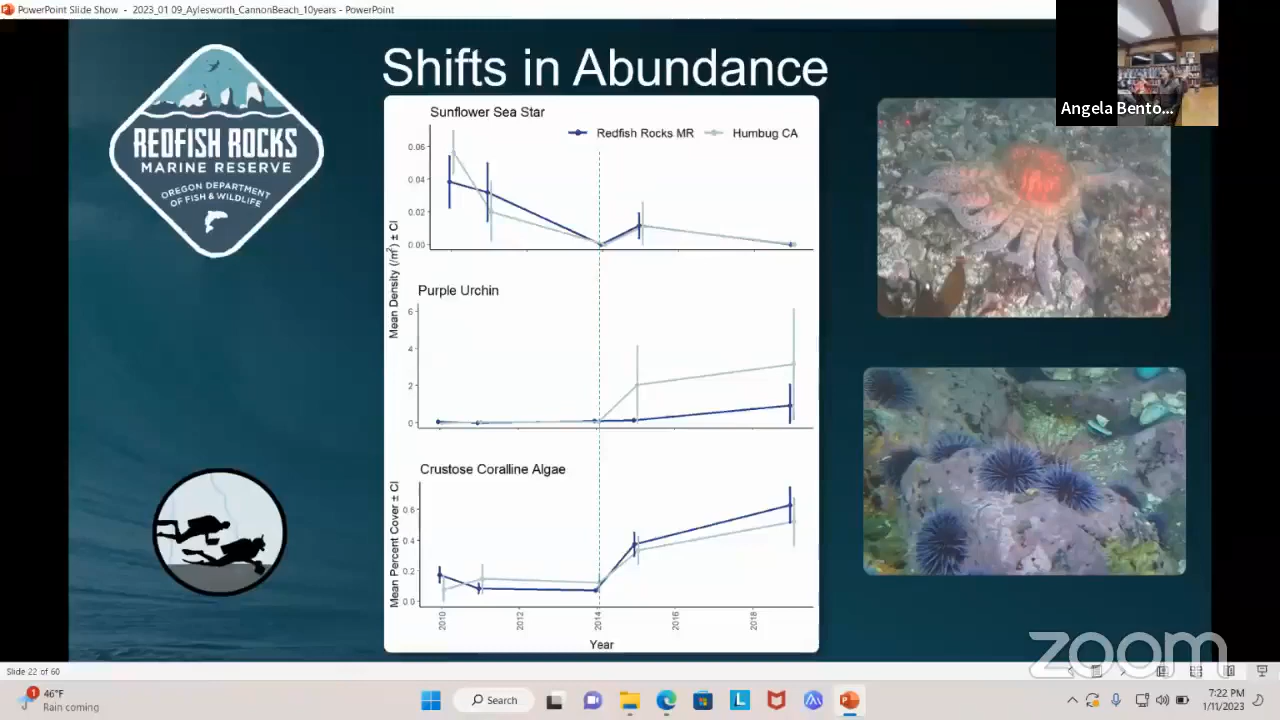 PowerPoint Slide Show - 2023_01 09_Aylesworth_CannonBeach_10years - PowerPoint
Angela Bento...
REDFISH ROCKS
MARINE RESERVE
OREGON DEPARTMENT
OF FISH & WILDLIFE
Shifts in Abundance
Sunflower Sea Star
Redfish Rocks MR
Humbug CA
0.06
0.04
0.02
0.00
Mean Density (/m²) ± CI
Purple Urchin
6
4
2
0
Crustose Coralline Algae
Mean Percent Cover ± CI
0.6
0.4
0.2
0.0
2010
2012
2014
2016
2018
Year
zoom
Slide 22 of 60
1
46°F
Rain coming
Search
L
7:22 PM
1/11/2023